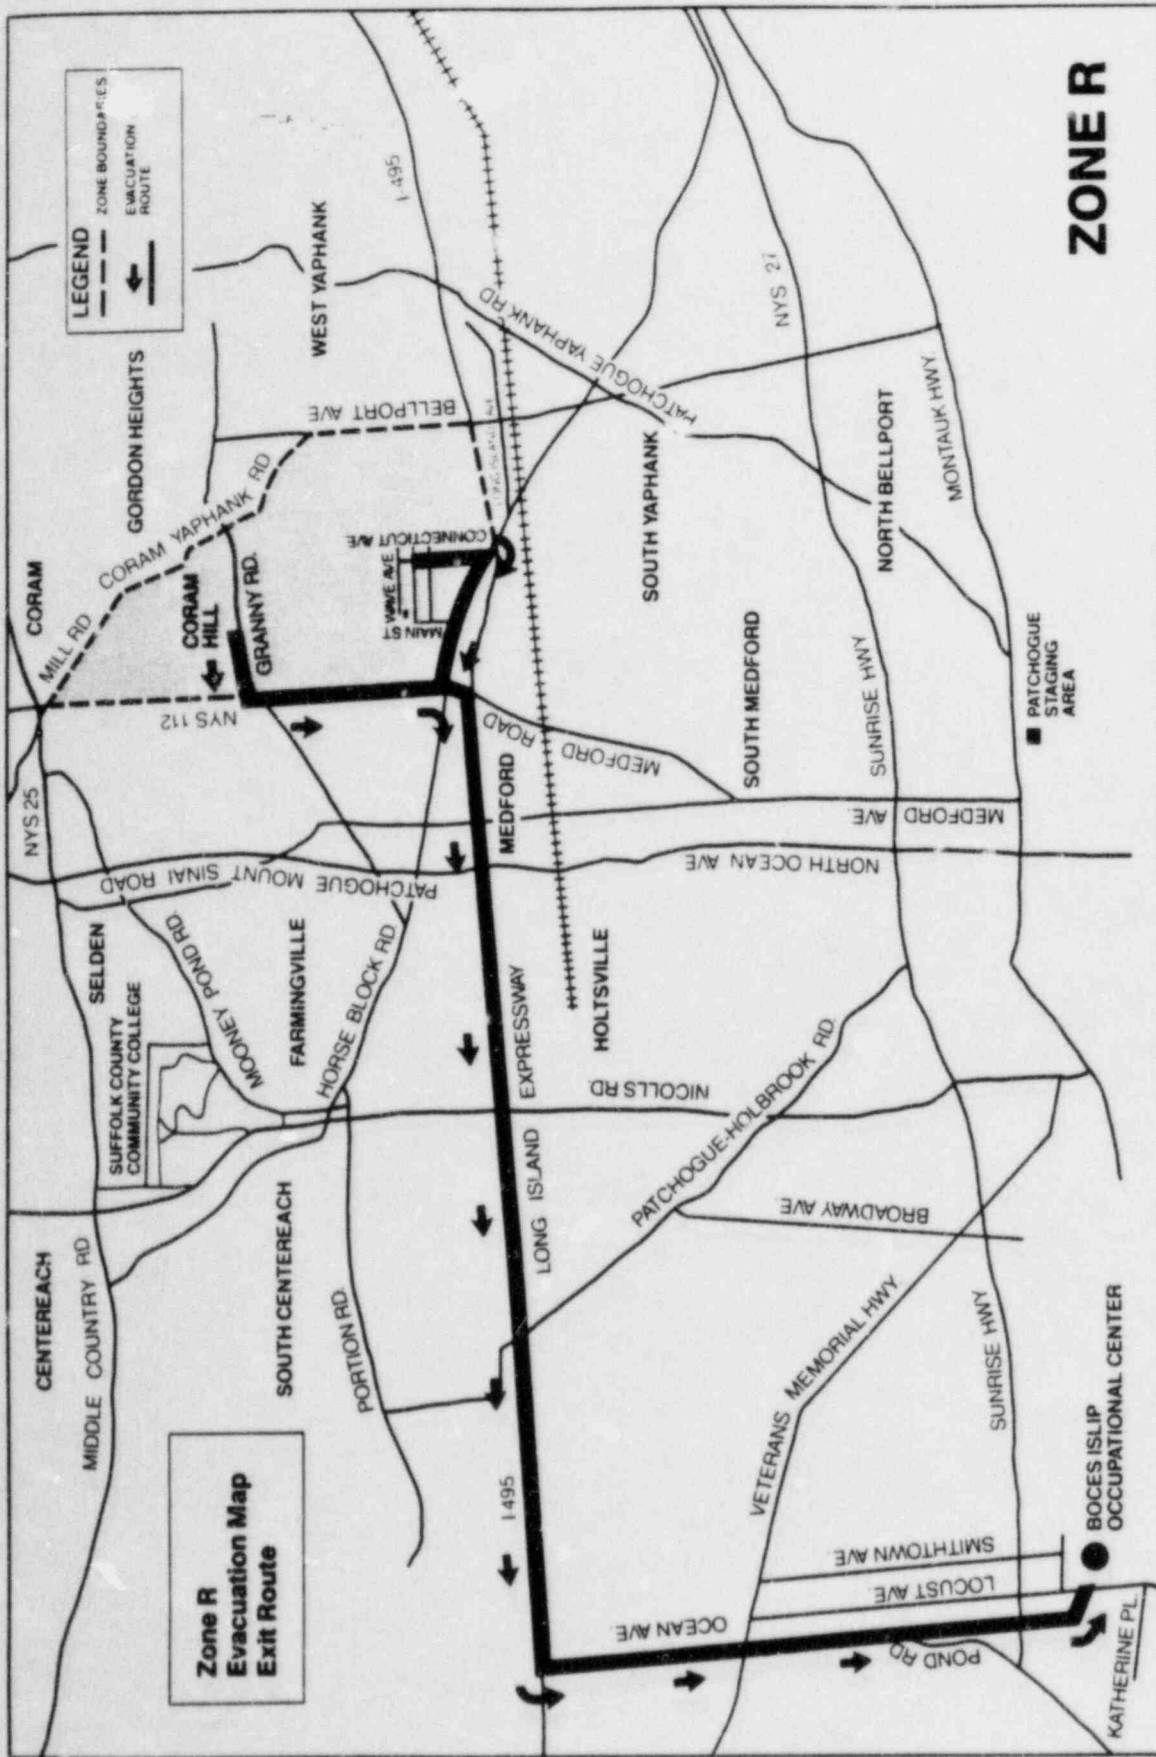 Zone R
Evacuation Map
Exit Route
LEGEND
ZONE BOUNDARIES
EVACUATION
ROUTE
CENTEREACH
MIDDLE COUNTRY RD
SUFFOLK COUNTY
COMMUNITY COLLEGE
SELDEN
NYS 25
CORAM
MILL RD
CORAM YAPHANK RD
GORDON HEIGHTS
WEST YAPHANK
I 495
SOUTH CENTEREACH
PORTION RD.
MOONEY POND RD.
FARMINGVILLE
HORSE BLOCK RD
PATCHOGUE MOUNT SINAI ROAD
NYS 112
CORAM
HILL
GRANNY RD.
MAIN ST
WAVE AVE
CONNECTICUT AVE.
BELLPORT AVE
LONG ISLAND AVE
PATCHOGUE YAPHANK RD
I 495
LONG ISLAND EXPRESSWAY
MEDFORD
MEDFORD ROAD
HOLTSVILLE
NICOLLS RD
PATCHOGUE-HOLBROOK RD.
BROADWAY AVE.
NORTH OCEAN AVE
MEDFORD AVE.
SOUTH MEDFORD
SOUTH YAPHANK
NORTH BELLPORT
NYS 27
SUNRISE HWY
MONTAUK HWY
PATCHOGUE
STAGING
AREA
VETERANS MEMORIAL HWY
SUNRISE HWY
OCEAN AVE.
POND RD
LOCUST AVE.
SMITHTOWN AVE.
KATHERINE PL.
BOCES ISLIP
OCCUPATIONAL CENTER
ZONE R